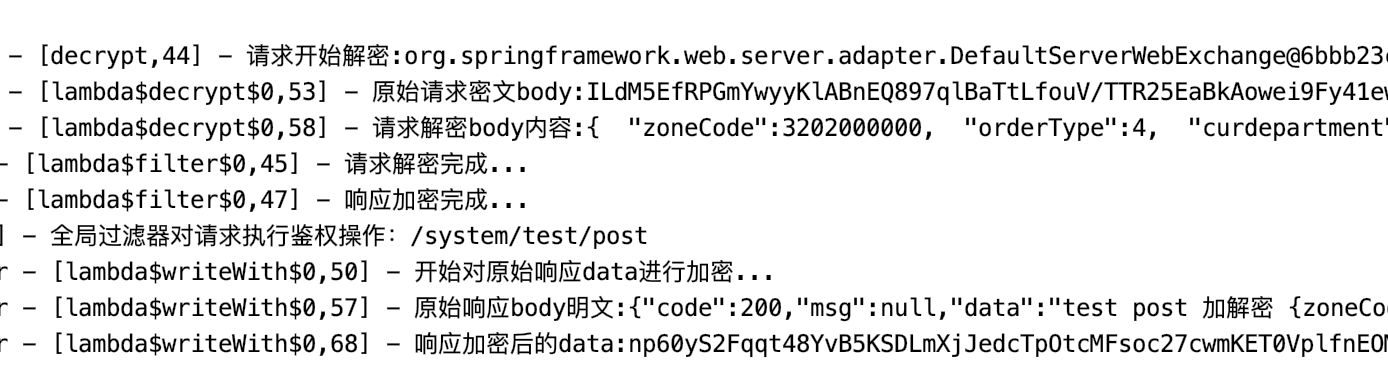 - [decrypt,44] - 请求开始解密:org.springframework.web.server.adapter.DefaultServerWebExchange@6bbb23
- [lambda$decrypt$0,53] - 原始请求密文body:ILdM5EfRPGmYwyyKlABnEQ897qlBaTtLfouV/TTR25EaBkAowei9Fy41e
- [lambda$decrypt$0,58] - 请求解密body内容:{  "zoneCode":3202000000,  "orderType":4,  "curdepartment"
- [lambda$filter$0,45] - 请求解密完成...
- [lambda$filter$0,47] - 响应加密完成...
] - 全局过滤器对请求执行鉴权操作：/system/test/post
r - [lambda$writeWith$0,50] - 开始对原始响应data进行加密...
r - [lambda$writeWith$0,57] - 原始响应body明文:{"code":200,"msg":null,"data":"test post 加解密 {zoneCo
r - [lambda$writeWith$0,68] - 响应加密后的data:np60yS2Fqqt48YvB5KSDLmXjJedcTpOtcMFsoc27cwmKET0VplfnEO